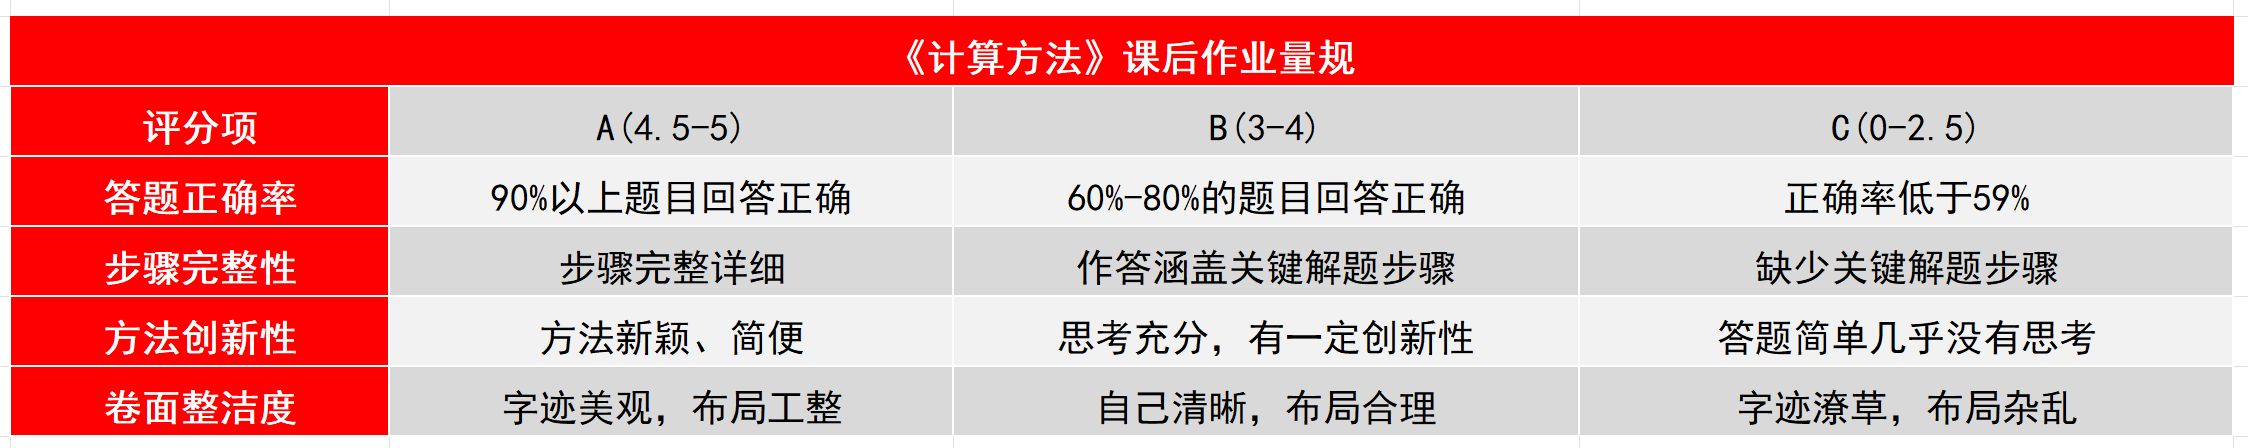 《计算方法》课后作业量规
评分项 A(4.5-5) B(3-4) C(0-2.5)
答题正确率 90%以上题目回答正确 60%-80%的题目回答正确 正确率低于59%
步骤完整性 步骤完整详细 作答涵盖关键解题步骤 缺少关键解题步骤
方法创新性 方法新颖、简便 思考充分，有一定创新性 答题简单几乎没有思考
卷面整洁度 字迹美观，布局工整 自己清晰，布局合理 字迹潦草，布局杂乱